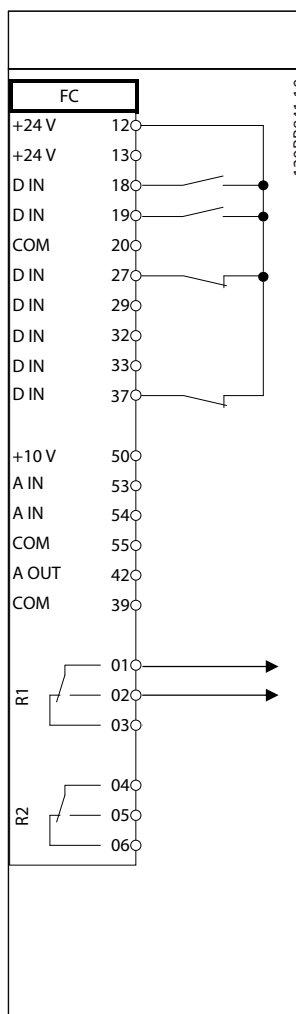 FC
+24 V 12
+24 V 13
D IN 18
D IN 19
COM 20
D IN 27
D IN 29
D IN 32
D IN 33
D IN 37
+10 V 50
A IN 53
A IN 54
COM 55
A OUT 42
COM 39
R1
01
02
03
R2
04
05
06